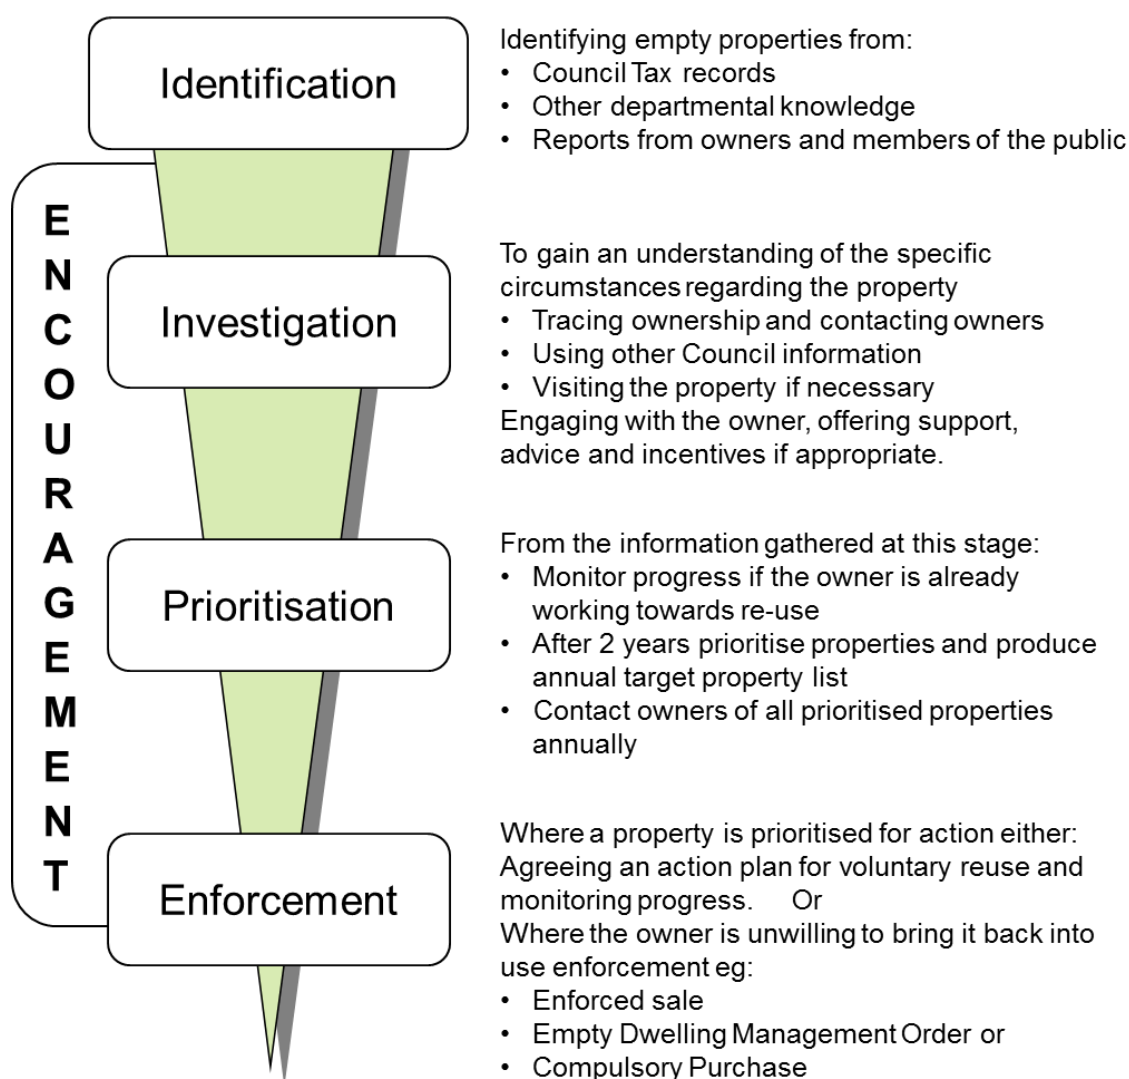 Identification
Identifying empty properties from:
• Council Tax records
• Other departmental knowledge
• Reports from owners and members of the public
ENCOURAGEMENT
Investigation
To gain an understanding of the specific
circumstances regarding the property
• Tracing ownership and contacting owners
• Using other Council information
• Visiting the property if necessary
Engaging with the owner, offering support,
advice and incentives if appropriate.
Prioritisation
From the information gathered at this stage:
• Monitor progress if the owner is already
working towards re-use
• After 2 years prioritise properties and produce
annual target property list
• Contact owners of all prioritised properties
annually
Enforcement
Where a property is prioritised for action either:
Agreeing an action plan for voluntary reuse and
monitoring progress. Or
Where the owner is unwilling to bring it back into
use enforcement eg:
• Enforced sale
• Empty Dwelling Management Order or
• Compulsory Purchase